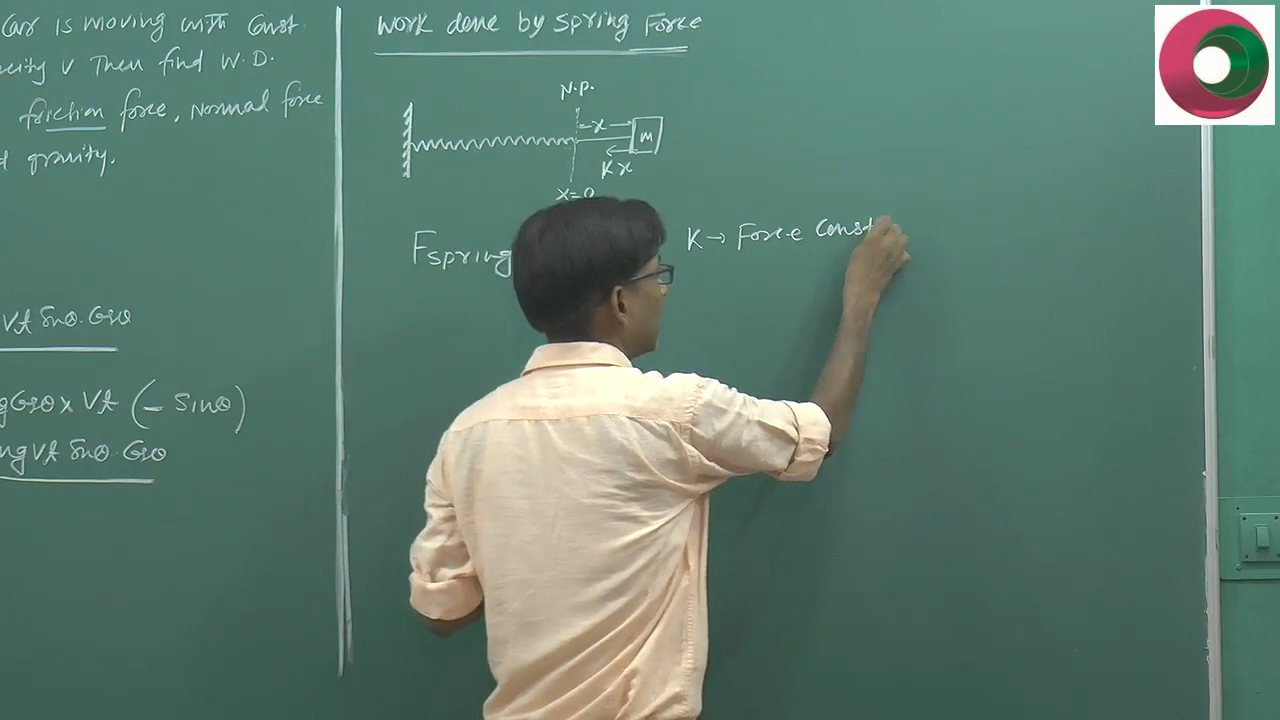 Car is moving with Const.
city V Then find W.D.
friction force, Normal force
gravity.
Vt Sinθ.Cosθ
gCosθ x Vt (- Sinθ)
mgVt Sinθ.Cosθ
Work done by Spring Force
N.P.
x
m
Kx
x=0
Fspring
K → Force Const